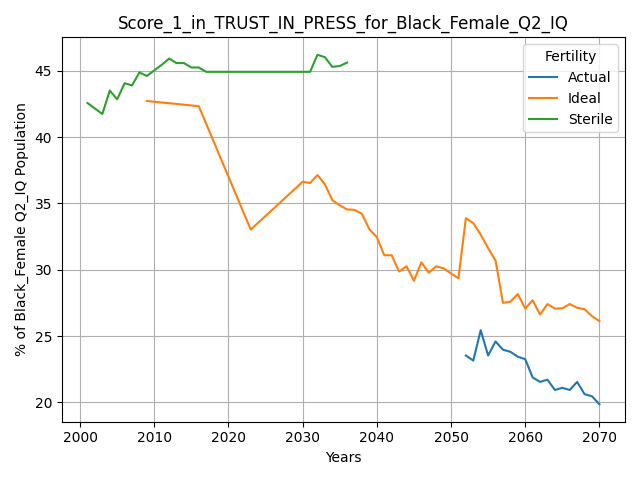 Score_1_in_TRUST_IN_PRESS_for_Black_Female_Q2_IQ
Fertility
Actual
Ideal
Sterile
% of Black_Female Q2_IQ Population
45
40
35
30
25
20
2000
2010
2020
2030
2040
2050
2060
2070
Years